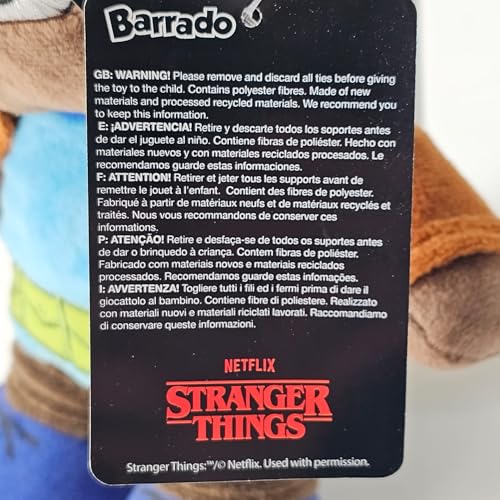 Barrado
GB: WARNING! Please remove and discard all ties before giving
the toy to the child. Contains polyester fibres. Made of new
materials and processed recycled materials. We recommend you
to keep this information.
E: ¡ADVERTENCIA! Retire y descarte todos los soportes antes
de dar el juguete al niño. Contiene fibras de poliéster. Hecho con
materiales nuevos y con materiales reciclados procesados. Le
recomendamos guarde estas informaciones.
F: ATTENTION! Retirer et jeter tous les supports avant de
remettre le jouet à l'enfant. Contient des fibres de polyester.
Fabriqué à partir de matériaux neufs et de matériaux recyclés et
traités. Nous vous recommandons de conserver ces
informations.
P: ATENÇÃO! Retire e desfaça-se de todos os suportes antes
de dar o brinquedo à criança. Contem fibras de poliéster.
Fabricado com materiais novos e materiais reciclados
processados. Recomendamos guarde estas infomações.
I: AVVERTENZA! Togliere tutti i fili ed i fermi prima di dare il
giocattolo al bambino. Contiene fibre di poliestere. Realizzato
con materiali nuovi e materiali riciclati lavorati. Raccomandiamo
di conservare queste informazioni.
NETFLIX
STRANGER
THINGS
Stranger Things:™/© Netflix. Used with permission.